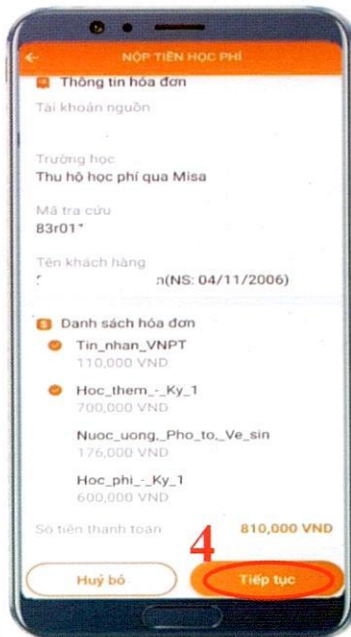 NỘP TIỀN HỌC PHÍ
Thông tin hóa đơn
Tài khoản nguồn
Trường học
Thu hộ học phí qua Misa
Mã tra cứu
83r01*
Tên khách hàng
n(NS: 04/11/2006)
Danh sách hóa đơn
Tin_nhan_VNPT
110,000 VND
Hoc_them_-_Ky_1
700,000 VND
Nuoc_uong,_Pho_to,_Ve_sin
176,000 VND
Hoc_phi_-_Ky_1
600,000 VND
Số tiền thanh toán 810,000 VND
4
Huỷ bỏ Tiếp tục